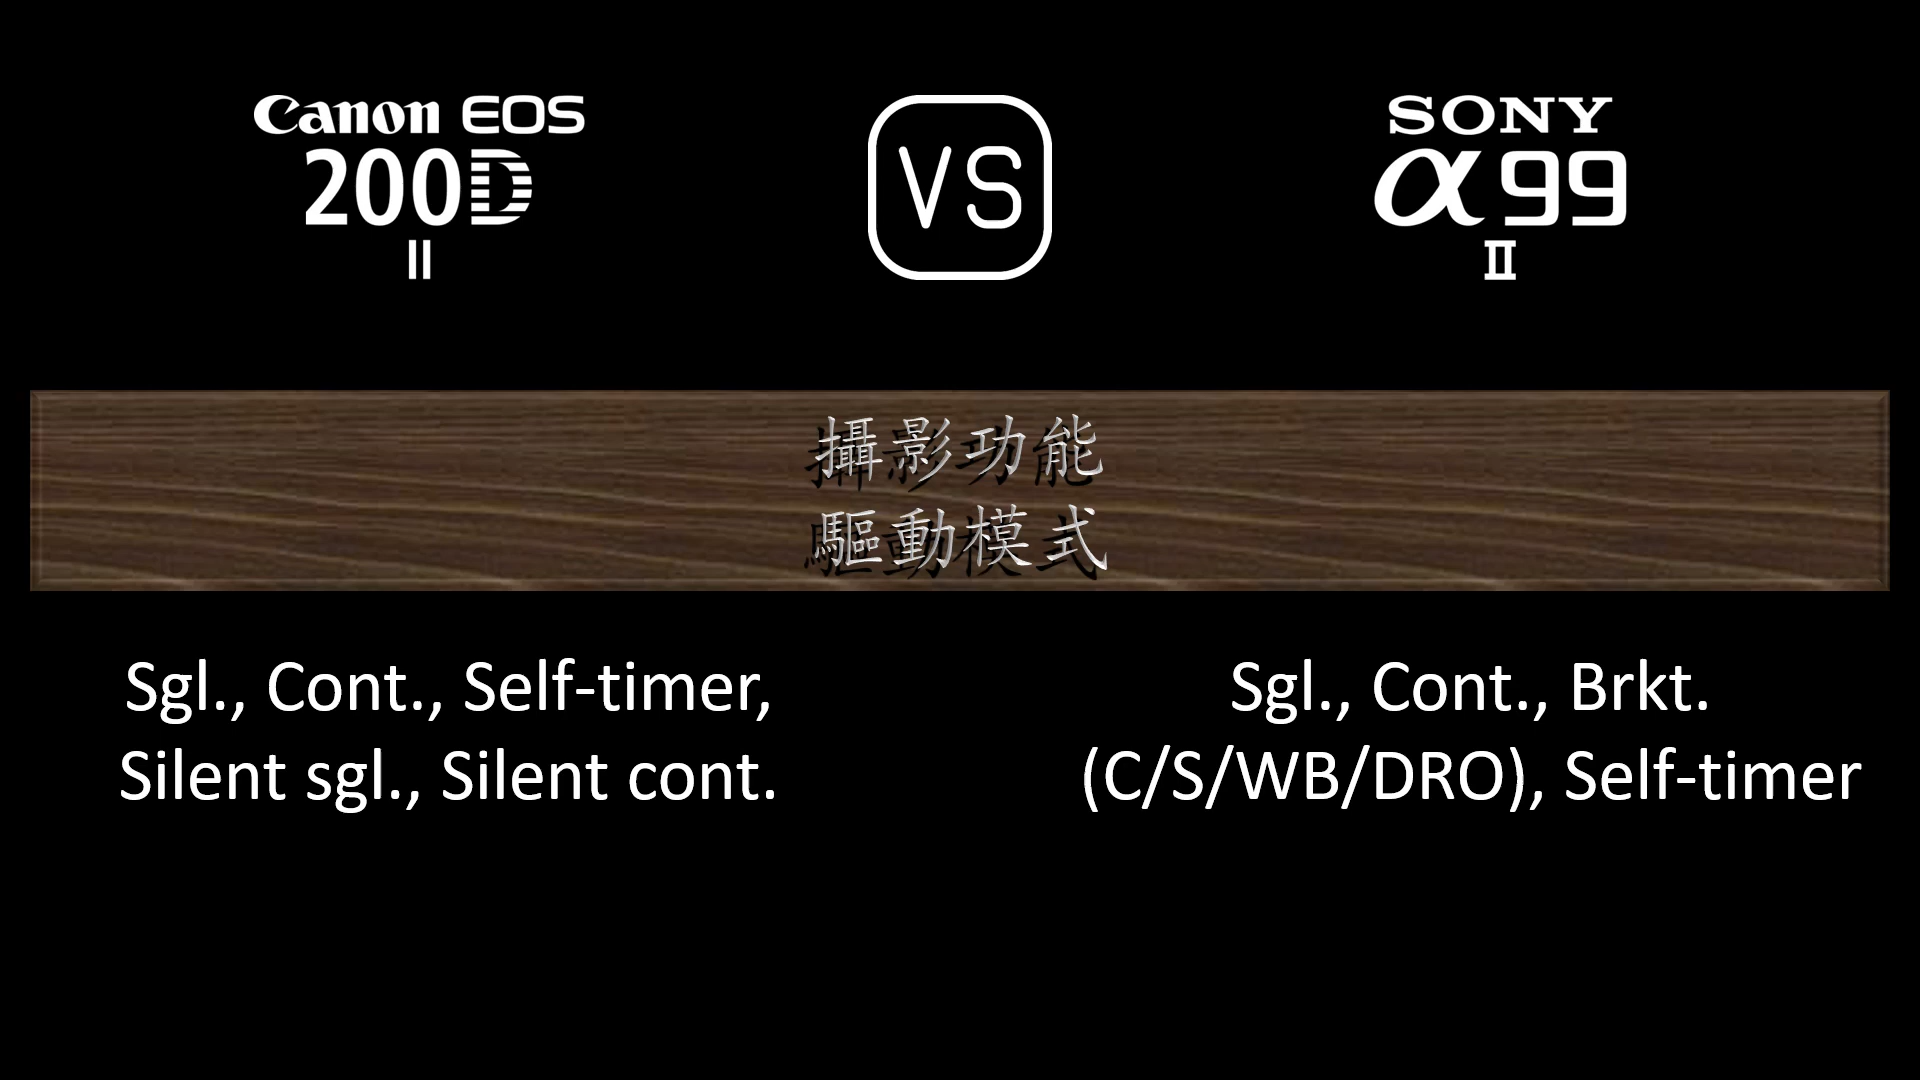 Canon EOS
200D
II
VS
SONY
α99
II
攝影功能
驅動模式
Sgl., Cont., Self-timer,
Silent sgl., Silent cont.
Sgl., Cont., Brkt.
(C/S/WB/DRO), Self-timer